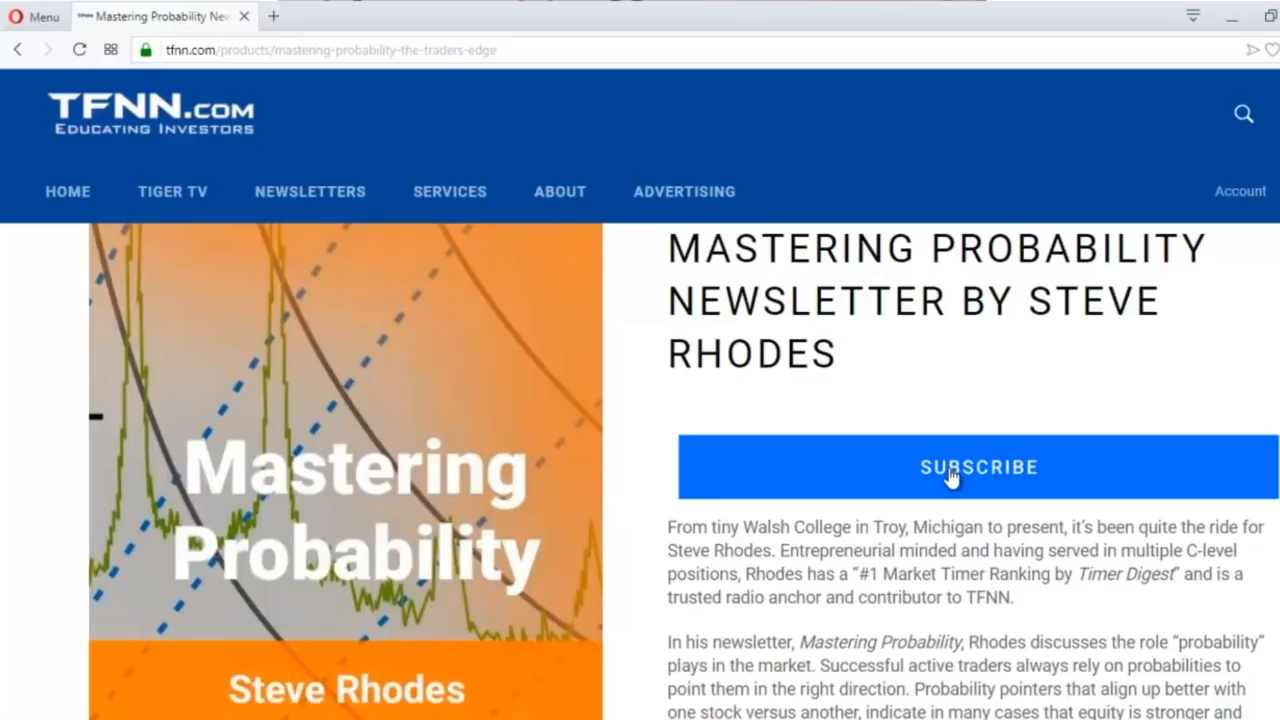 Menu
Mastering Probability Nev
tfnn.com/products/masterng-probability-the-traders-edge
TFNN.COM
EDUCATING INVESTORS
HOME TIGER TV NEWSLETTERS SERVICES ABOUT ADVERTISING Account
MASTERING PROBABILITY
NEWSLETTER BY STEVE
RHODES
Mastering
Probability
Steve Rhodes
SUBSCRIBE
From tiny Walsh College in Troy, Michigan to present, it’s been quite the ride for
Steve Rhodes. Entrepreneurial minded and having served in multiple C-level
positions, Rhodes has a “#1 Market Timer Ranking by Timer Digest” and is a
trusted radio anchor and contributor to TFNN.
In his newsletter, Mastering Probability, Rhodes discusses the role “probability”
plays in the market. Successful active traders always rely on probabilities to
point them in the right direction. Probability pointers that align up better with
one stock versus another, indicate in many cases that equity is stronger and